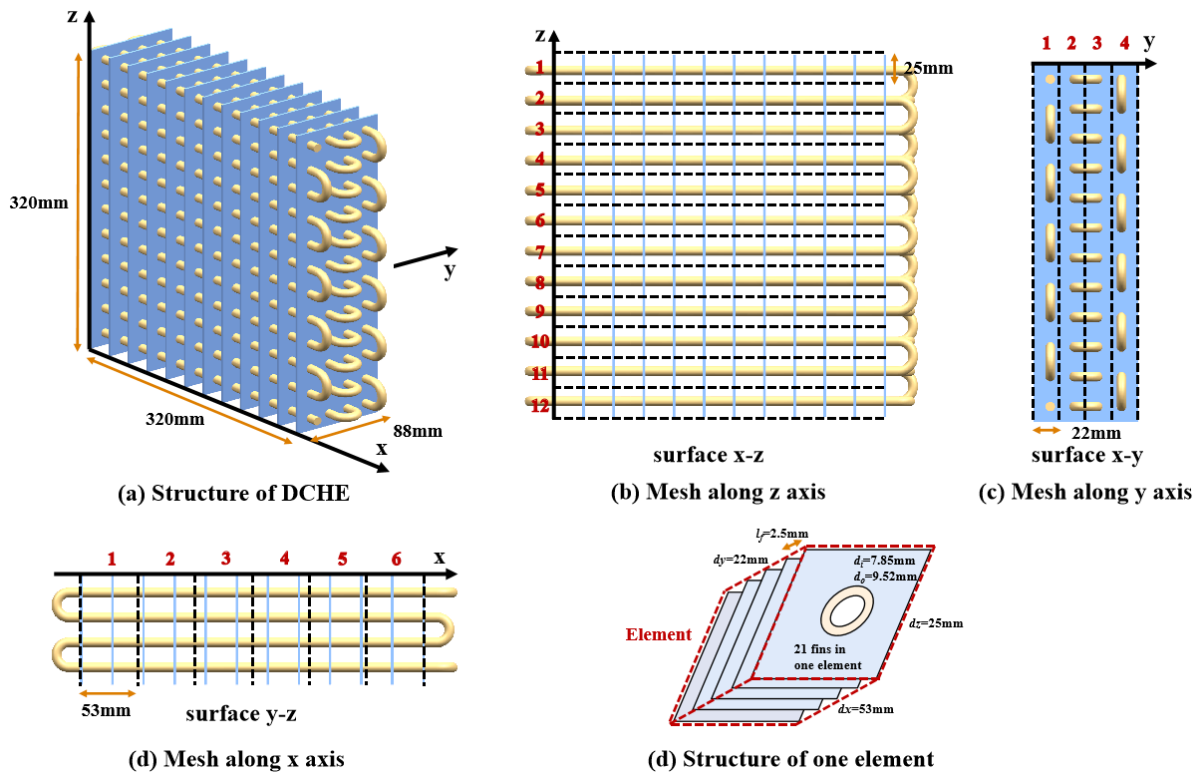 z
320mm
y
320mm
88mm
x
(a) Structure of DCHE
z
1
2
3
4
5
6
7
8
9
10
11
12
25mm
surface x-z
(b) Mesh along z axis
1 2 3 4 y
22mm
surface x-y
(c) Mesh along y axis
1 2 3 4 5 6 x
53mm
surface y-z
(d) Mesh along x axis
lf=2.5mm
dy=22mm
di=7.85mm
do=9.52mm
Element
dz=25mm
21 fins in
one element
dx=53mm
(d) Structure of one element